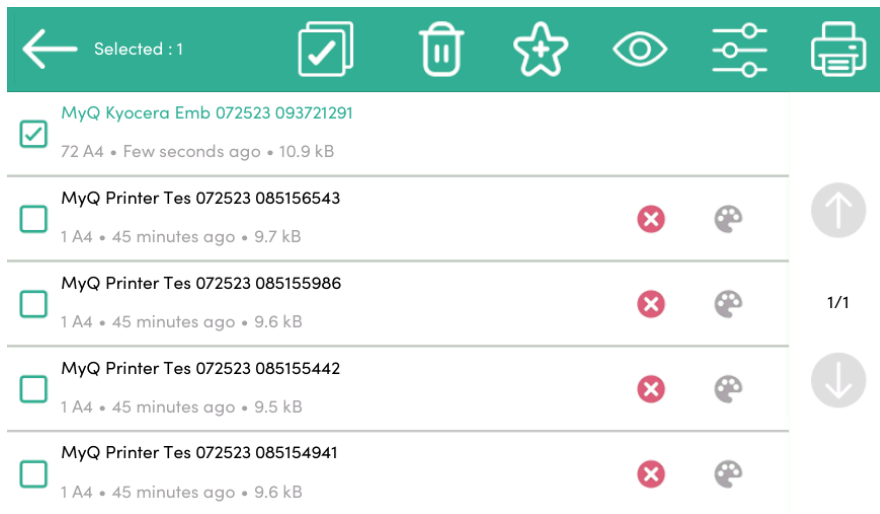 Selected : 1
MyQ Kyocera Emb 072523 093721291
72 A4 • Few seconds ago • 10.9 kB
MyQ Printer Tes 072523 085156543
1 A4 • 45 minutes ago • 9.7 kB
MyQ Printer Tes 072523 085155986
1 A4 • 45 minutes ago • 9.6 kB
1/1
MyQ Printer Tes 072523 085155442
1 A4 • 45 minutes ago • 9.5 kB
MyQ Printer Tes 072523 085154941
1 A4 • 45 minutes ago • 9.6 kB